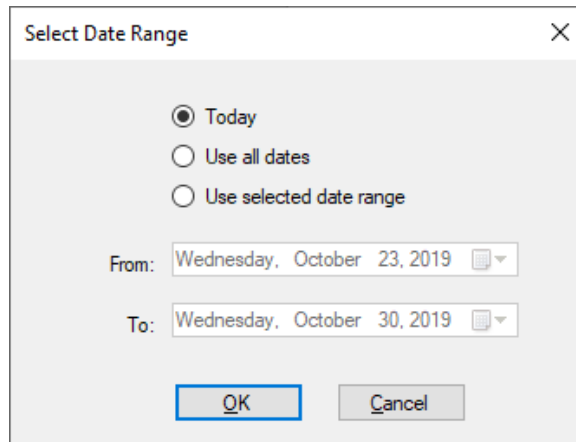 Select Date Range
Today
Use all dates
Use selected date range
From: Wednesday, October 23, 2019
To: Wednesday, October 30, 2019
OK Cancel